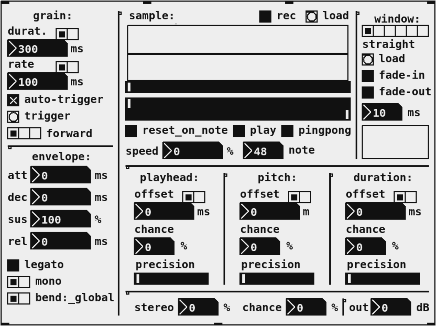 grain:
durat.
300 ms
rate
100 ms
auto-trigger
trigger
forward
envelope:
att 0 ms
dec 0 ms
sus 100 %
rel 0 ms
legato
mono
bend:_global
sample: rec load
reset_on_note play pingpong
speed 0 % 48 note
window:
straight
load
fade-in
fade-out
10 ms
playhead:
offset
0 ms
chance
0 %
precision
pitch:
offset
0 m
chance
0 %
precision
duration:
offset
0 ms
chance
0 %
precision
stereo 0 % chance 0 % out 0 dB